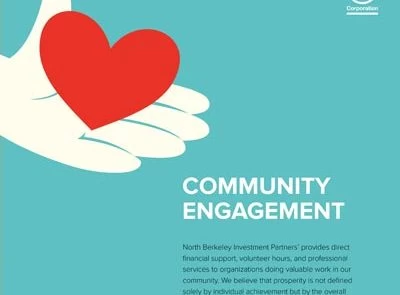 Corporation
COMMUNITY
ENGAGEMENT
North Berkeley Investment Partners' provides direct
financial support, volunteer hours, and professional
services to organizations doing valuable work in our
community. We believe that prosperity is not defined
solely by individual achievement but by the overall